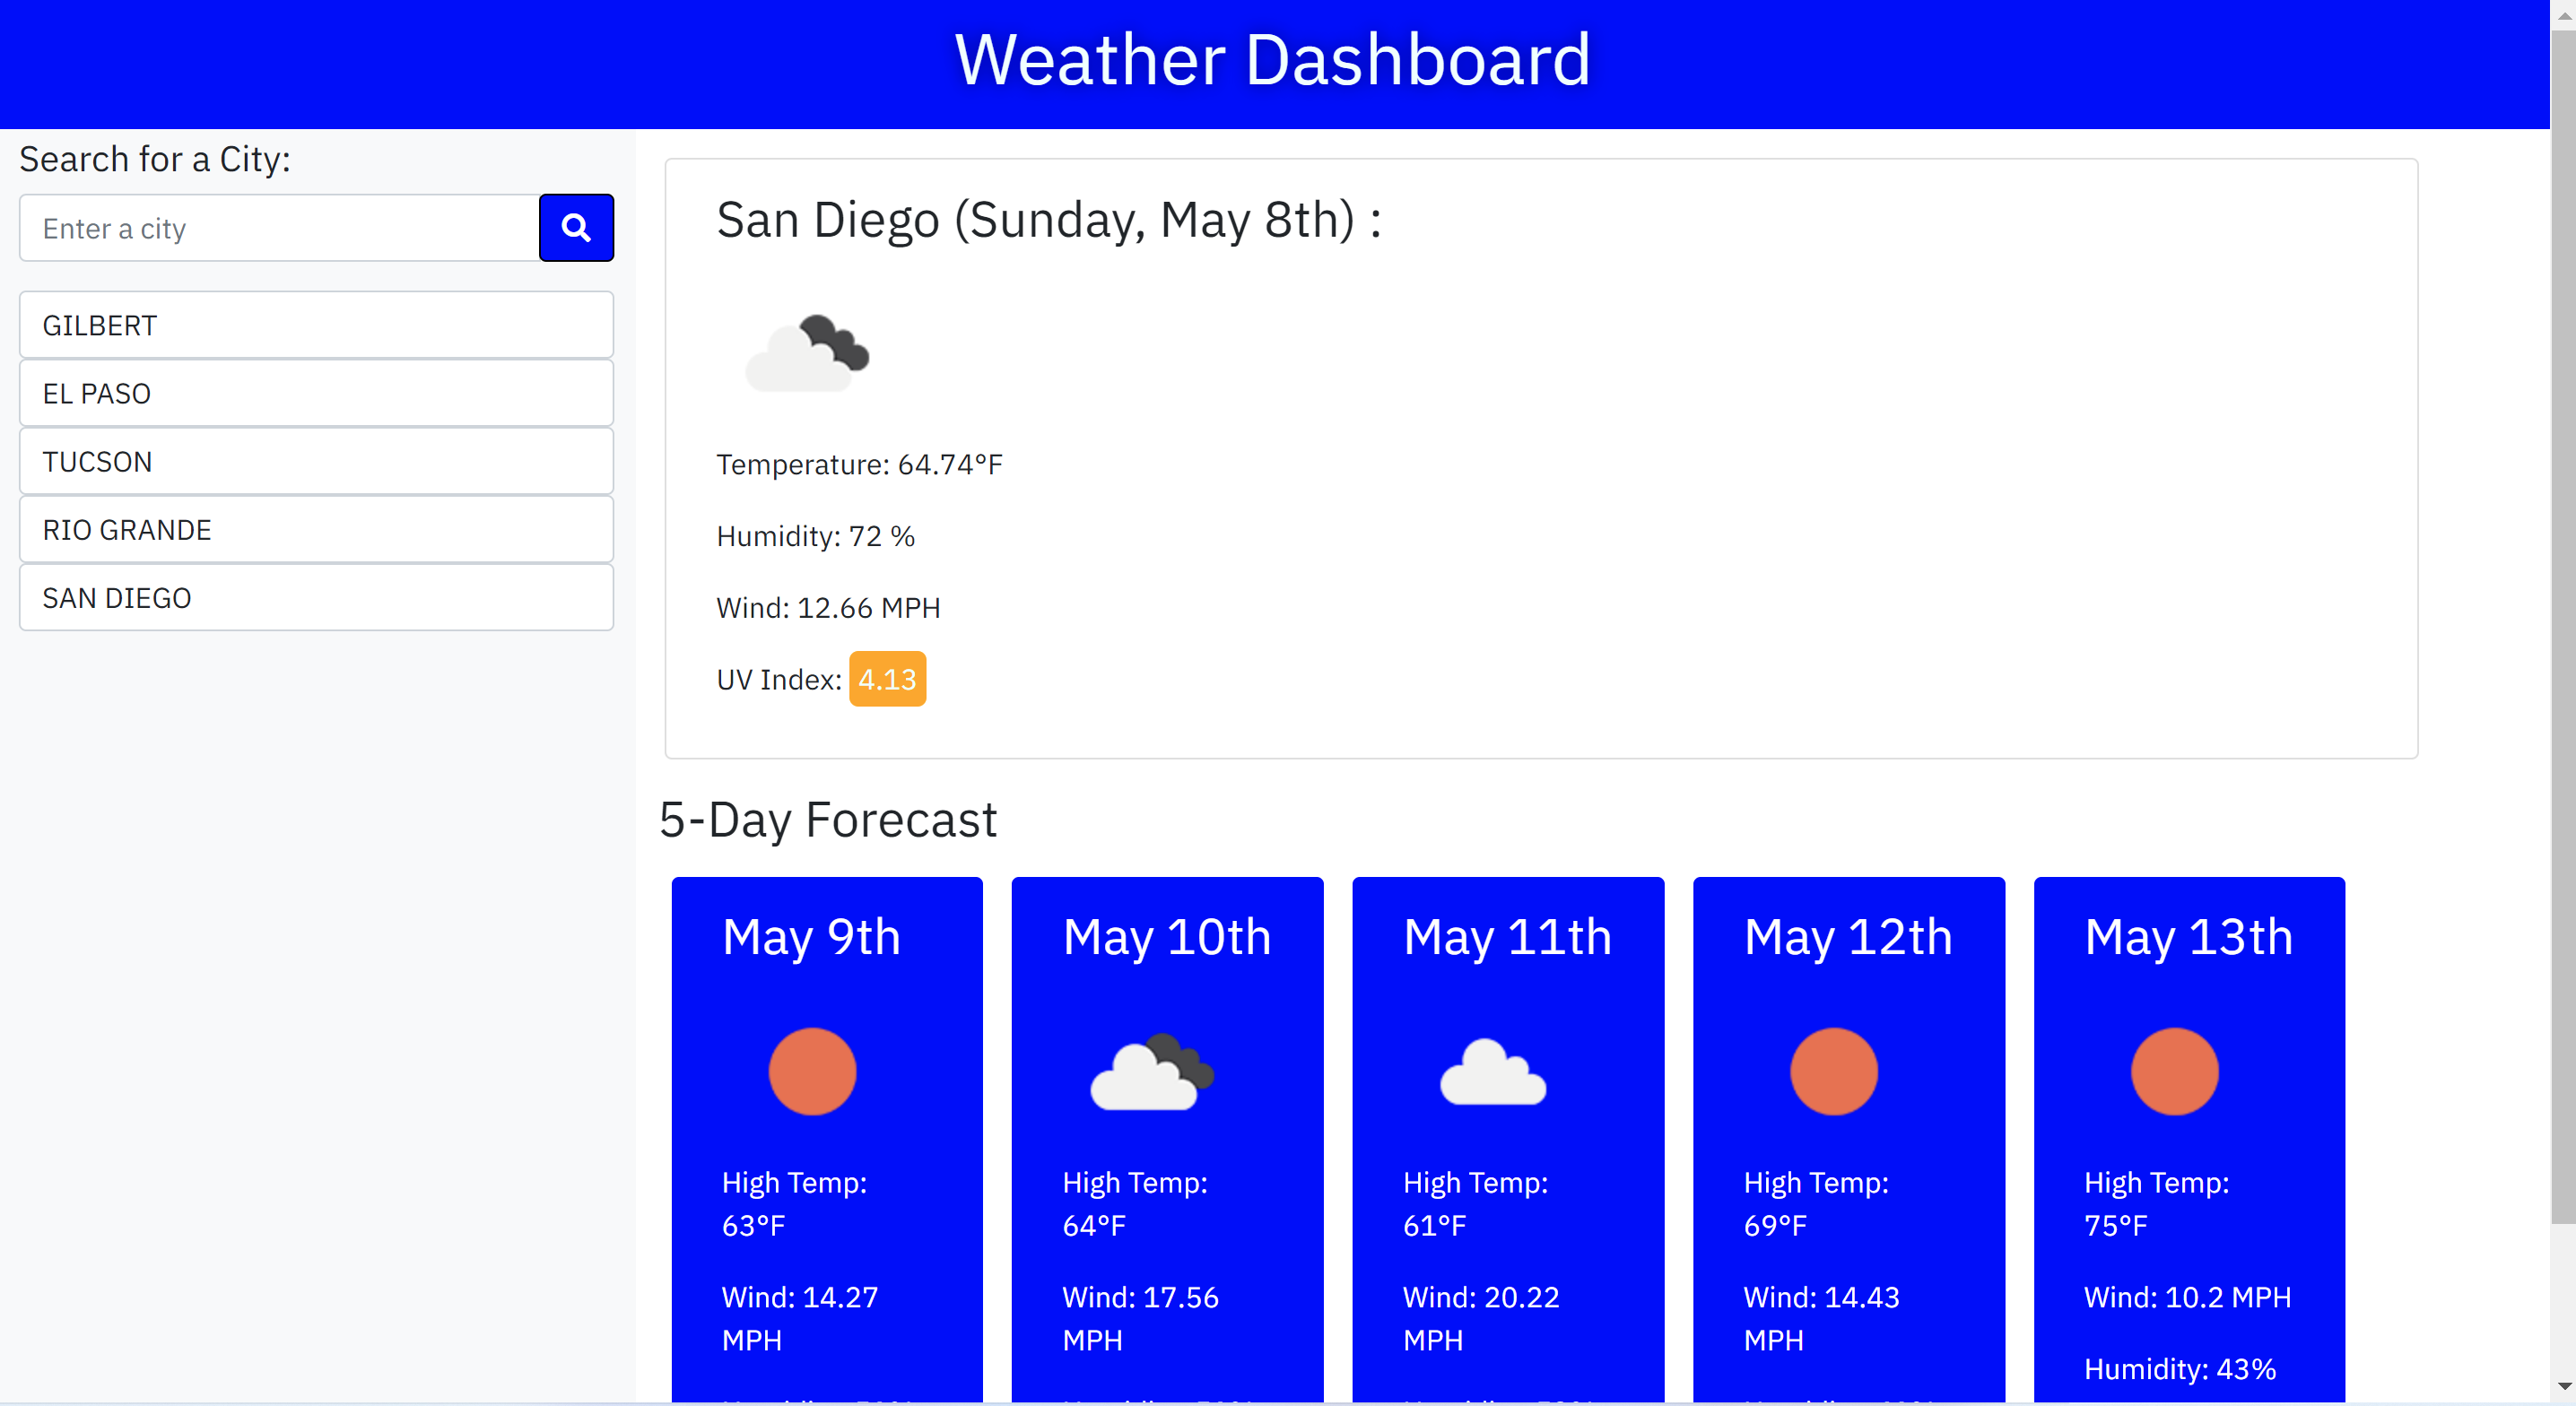 Weather Dashboard
Search for a City:
Enter a city
GILBERT
EL PASO
TUCSON
RIO GRANDE
SAN DIEGO
San Diego (Sunday, May 8th) :
Temperature: 64.74°F
Humidity: 72 %
Wind: 12.66 MPH
UV Index: 4.13
5-Day Forecast
May 9th
High Temp:
63°F
Wind: 14.27
MPH
May 10th
High Temp:
64°F
Wind: 17.56
MPH
May 11th
High Temp:
61°F
Wind: 20.22
MPH
May 12th
High Temp:
69°F
Wind: 14.43
MPH
May 13th
High Temp:
75°F
Wind: 10.2 MPH
Humidity: 43%